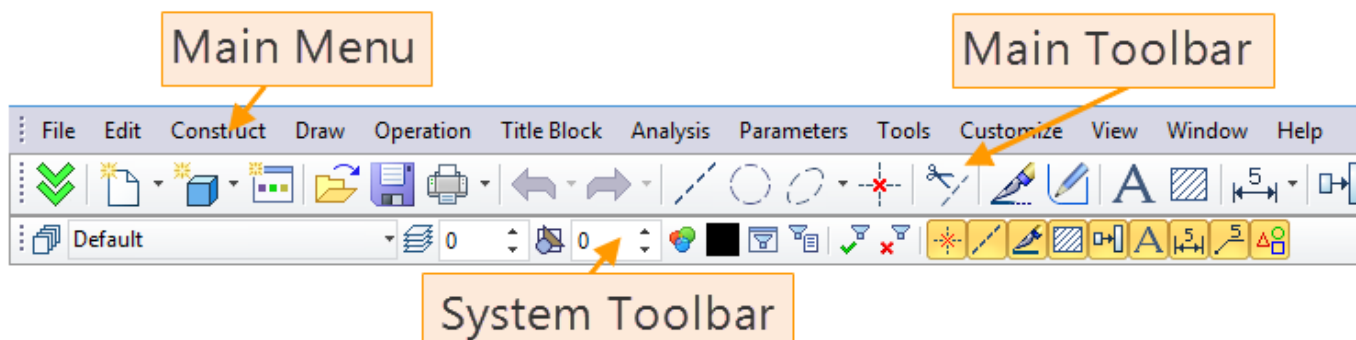 Main Menu
Main Toolbar
File Edit Construct Draw Operation Title Block Analysis Parameters Tools Customize View Window Help
A 5
Default 0 0 A 5 5
System Toolbar